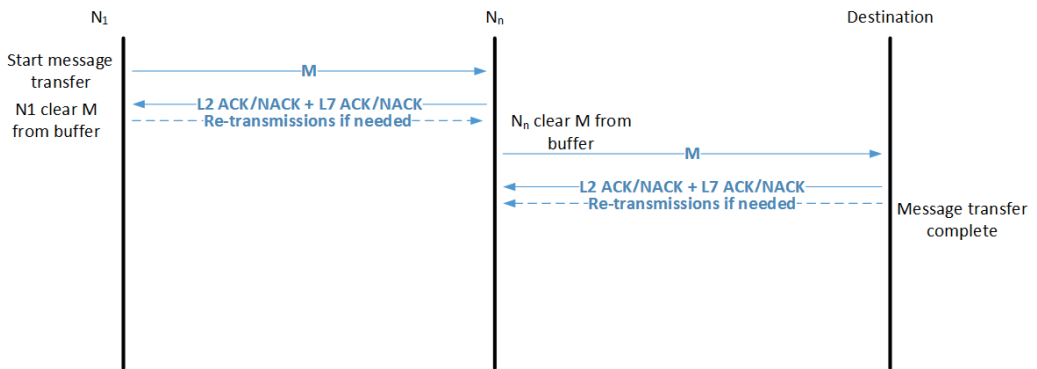 N₁
Nₙ
Destination
Start message
transfer
M
N1 clear M
from buffer
L2 ACK/NACK + L7 ACK/NACK
Re-transmissions if needed
Nₙ clear M from
buffer
M
L2 ACK/NACK + L7 ACK/NACK
Re-transmissions if needed
Message transfer
complete